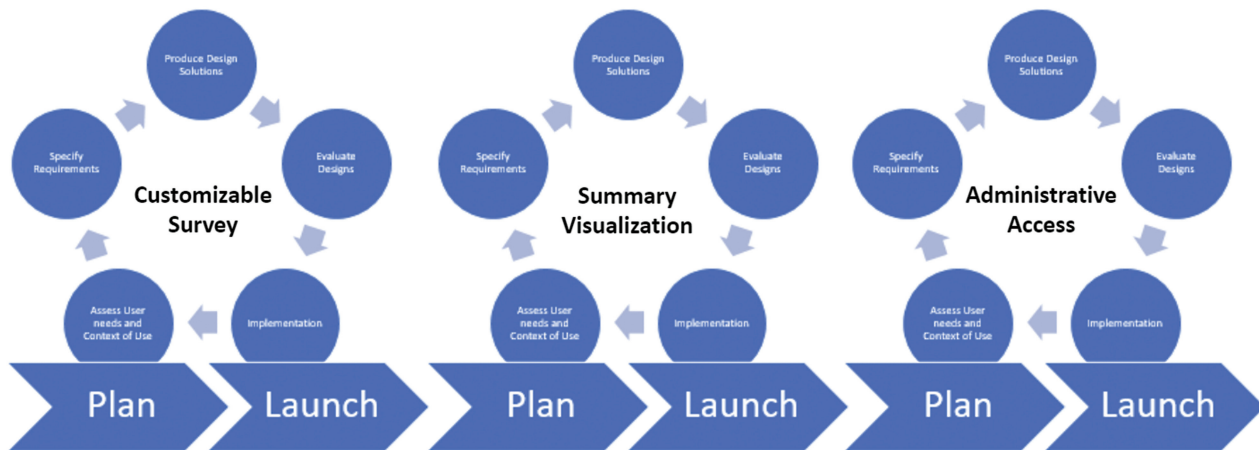 Produce Design
Solutions
Specify
Requirements
Evaluate
Designs
Customizable
Survey
Assess User
needs and
Context of Use
Implementation
Plan
Launch
Produce Design
Solutions
Specify
Requirements
Evaluate
Designs
Summary
Visualization
Assess User
needs and
Context of Use
Implementation
Plan
Launch
Produce Design
Solutions
Specify
Requirements
Evaluate
Designs
Administrative
Access
Assess User
needs and
Context of Use
Implementation
Plan
Launch